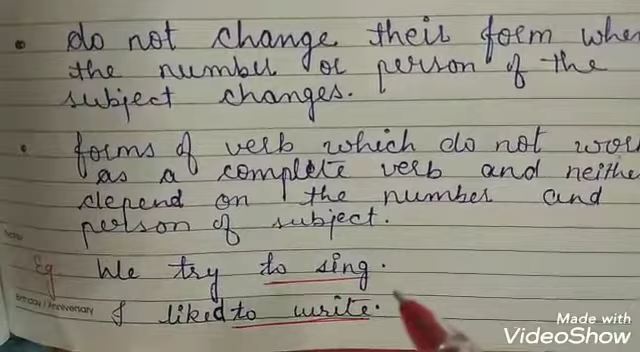 do not change their form when
the number or person of the
subject changes.
forms of verb which do not work
as a complete verb and neither
depend on the number and
person of subject.
Eg We try to sing.
Birthday / Anniversary
I liked to write.
Made with
VideoShow